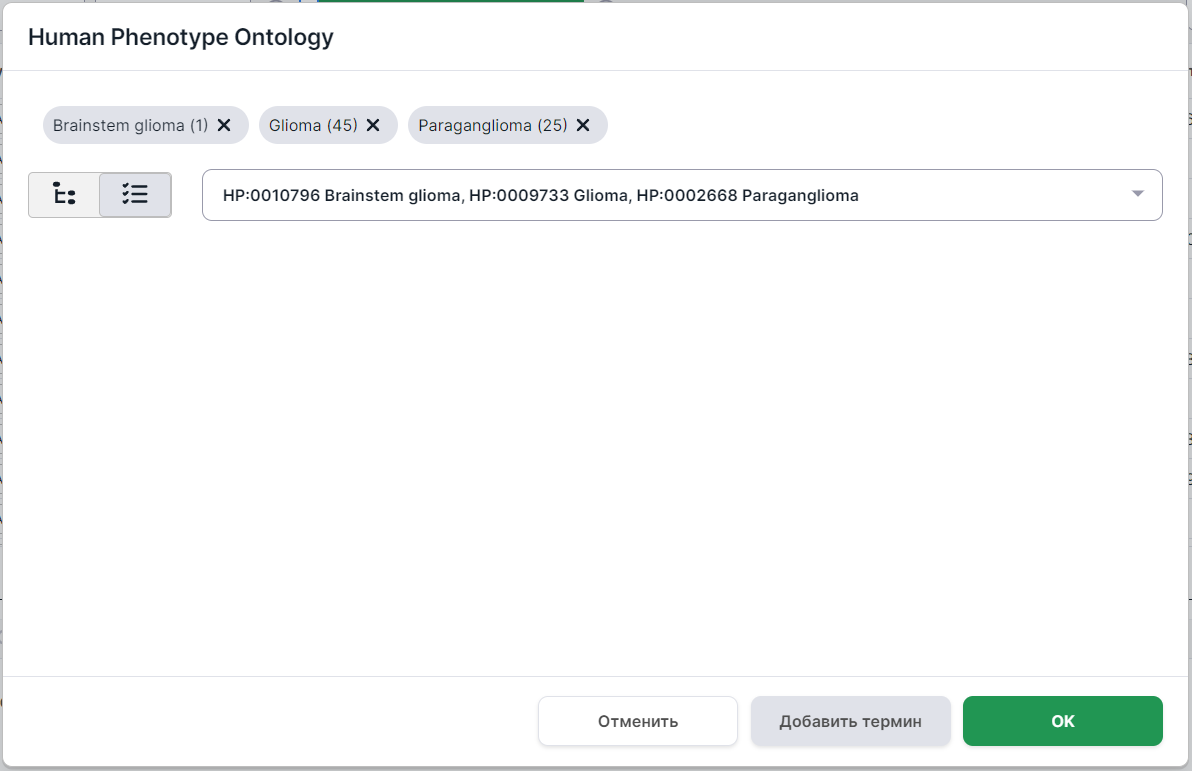 Human Phenotype Ontology
Brainstem glioma (1) Glioma (45) Paraganglioma (25)
HP:0010796 Brainstem glioma, HP:0009733 Glioma, HP:0002668 Paraganglioma
Отменить Добавить термин OK